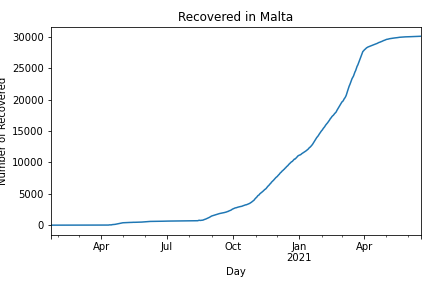 Recovered in Malta
Number of Recovered
30000
25000
20000
15000
10000
5000
0
Apr
Jul
Oct
Jan
2021
Apr
Day